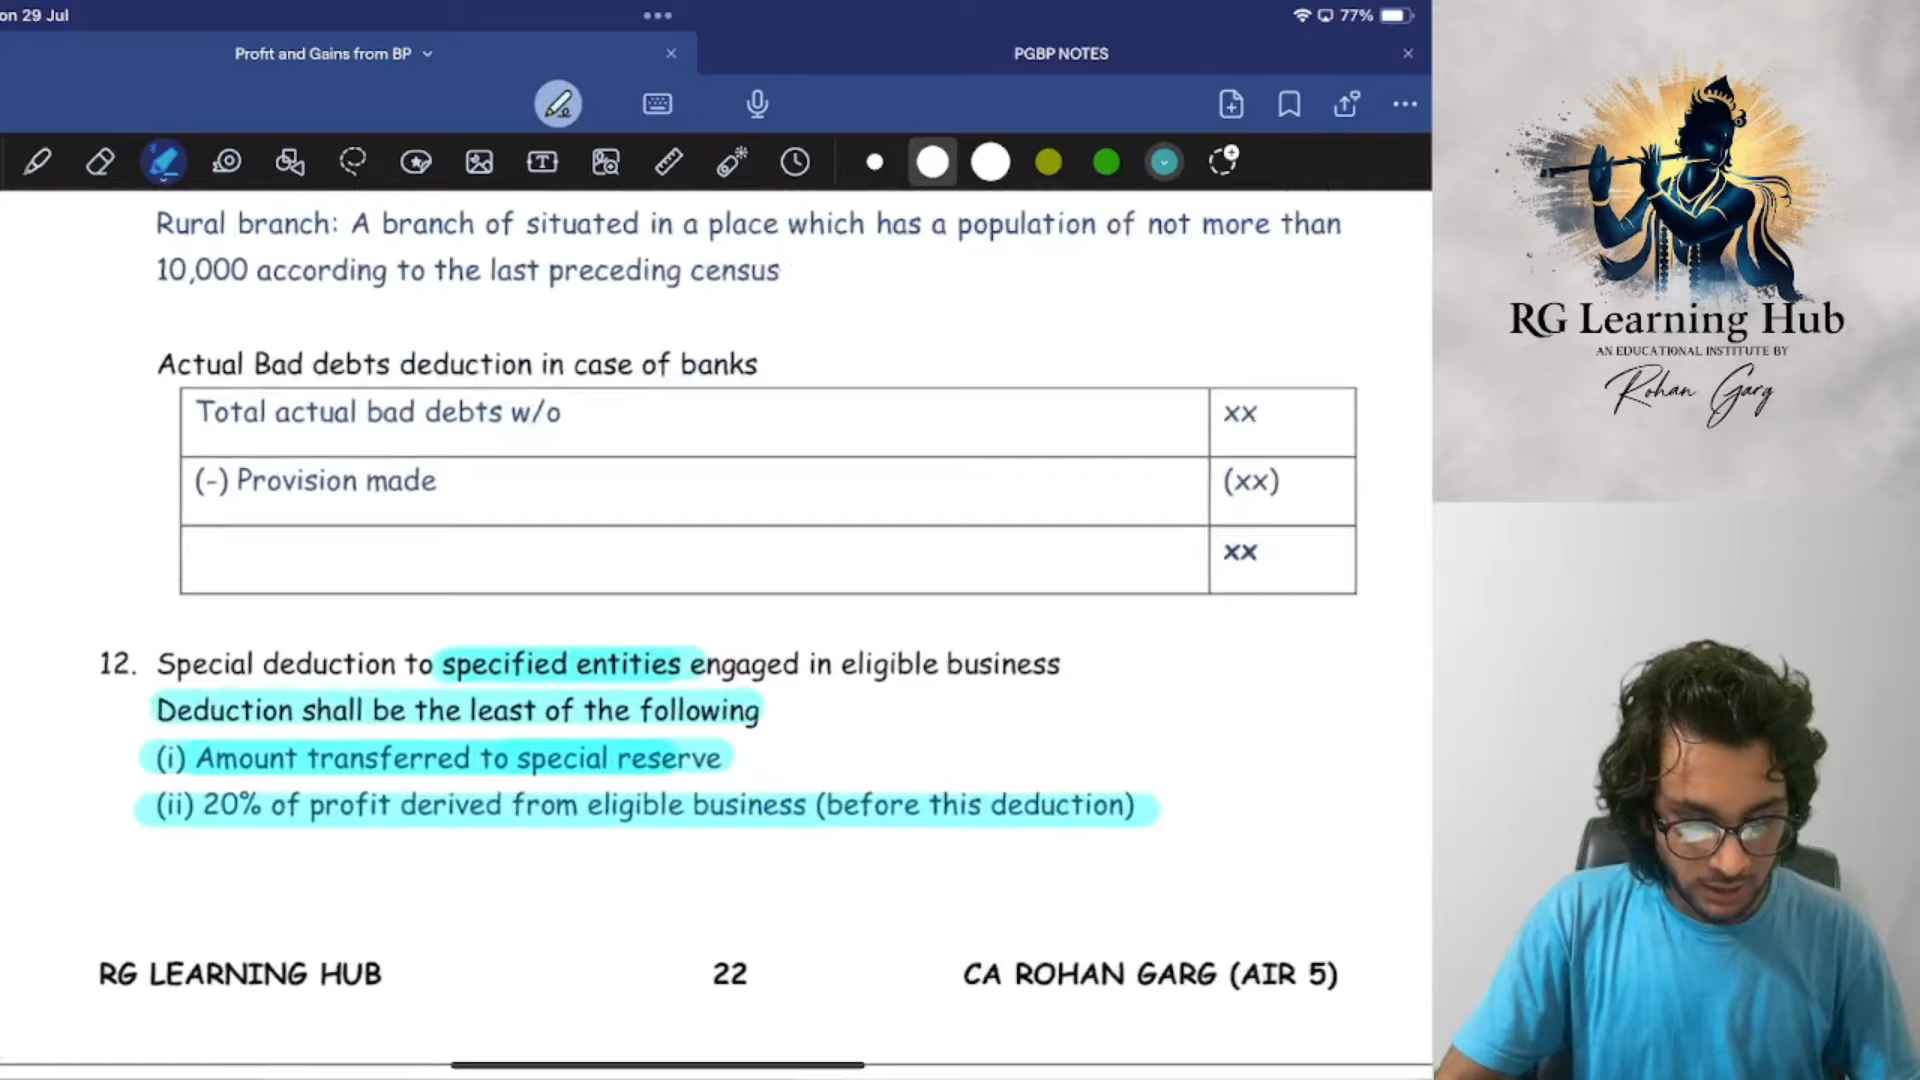 on 29 Jul
77%
Profit and Gains from BP
PGBP NOTES
Rural branch: A branch of situated in a place which has a population of not more than
10,000 according to the last preceding census
Actual Bad debts deduction in case of banks
Total actual bad debts w/o xx
(-) Provision made (xx)
xx
12. Special deduction to specified entities engaged in eligible business
Deduction shall be the least of the following
(i) Amount transferred to special reserve
(ii) 20% of profit derived from eligible business (before this deduction)
RG LEARNING HUB 22 CA ROHAN GARG (AIR 5)
RG Learning Hub
AN EDUCATIONAL INSTITUTE BY
Rohan Garg